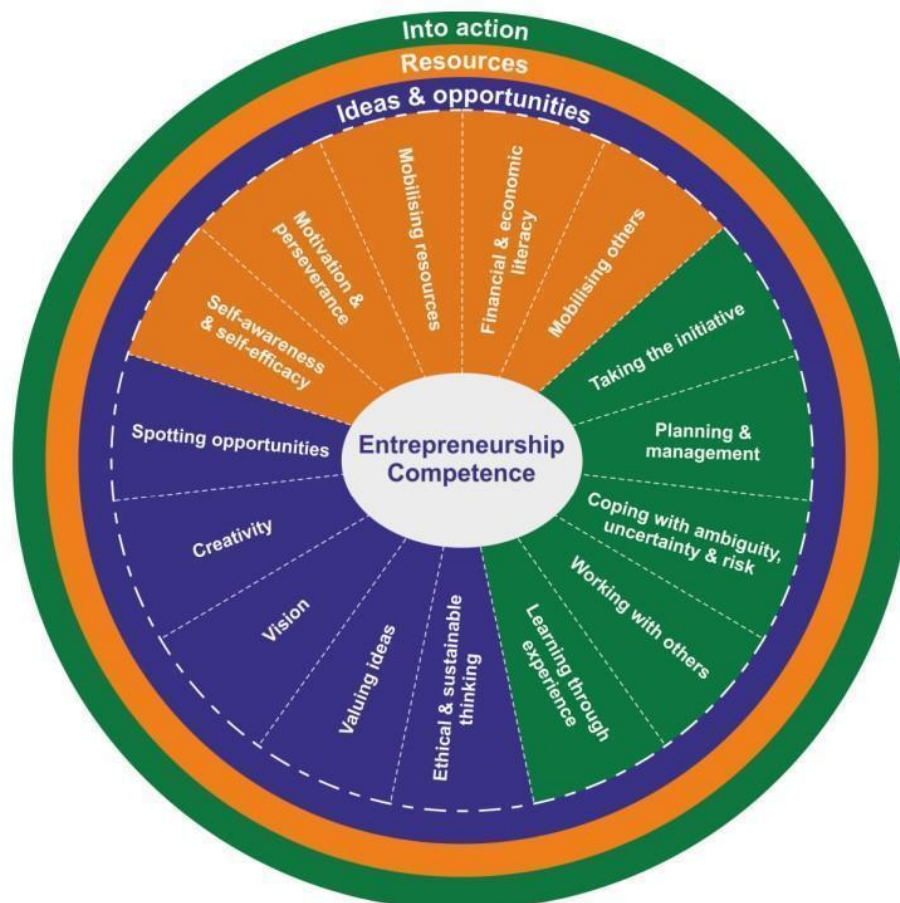 Into action
Resources
Ideas & opportunities
Mobilising resources
Financial & economic
literacy
Mobilising others
Motivation &
perseverance
Self-awareness
& self-efficacy
Taking the initiative
Planning &
management
Coping with ambiguity,
uncertainty & risk
Working with others
Learning through
experience
Ethical & sustainable
thinking
Valuing ideas
Vision
Creativity
Spotting opportunities
Entrepreneurship
Competence